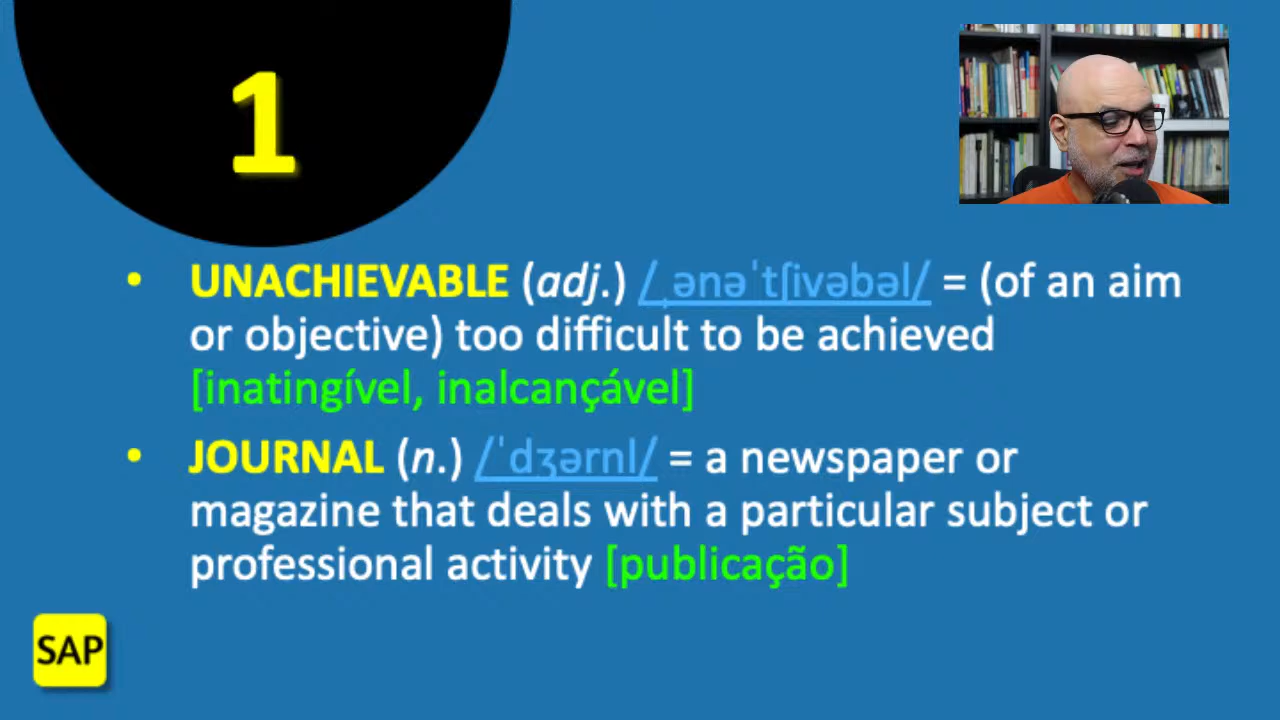 1
• UNACHIEVABLE (adj.) /ˌənəˈtʃivəbəl/ = (of an aim
or objective) too difficult to be achieved
[inatingível, inalcançável]
• JOURNAL (n.) /ˈdʒərnl/ = a newspaper or
magazine that deals with a particular subject or
professional activity [publicação]
SAP